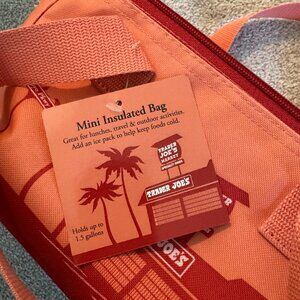 Mini Insulated Bag
Great for lunches, travel & outdoor activities.
Add an ice pack to help keep foods cold.
TRADER
JOE'S
MARKET
TRADER JOE'S
Holds up to
1.5 gallons
JOE'S